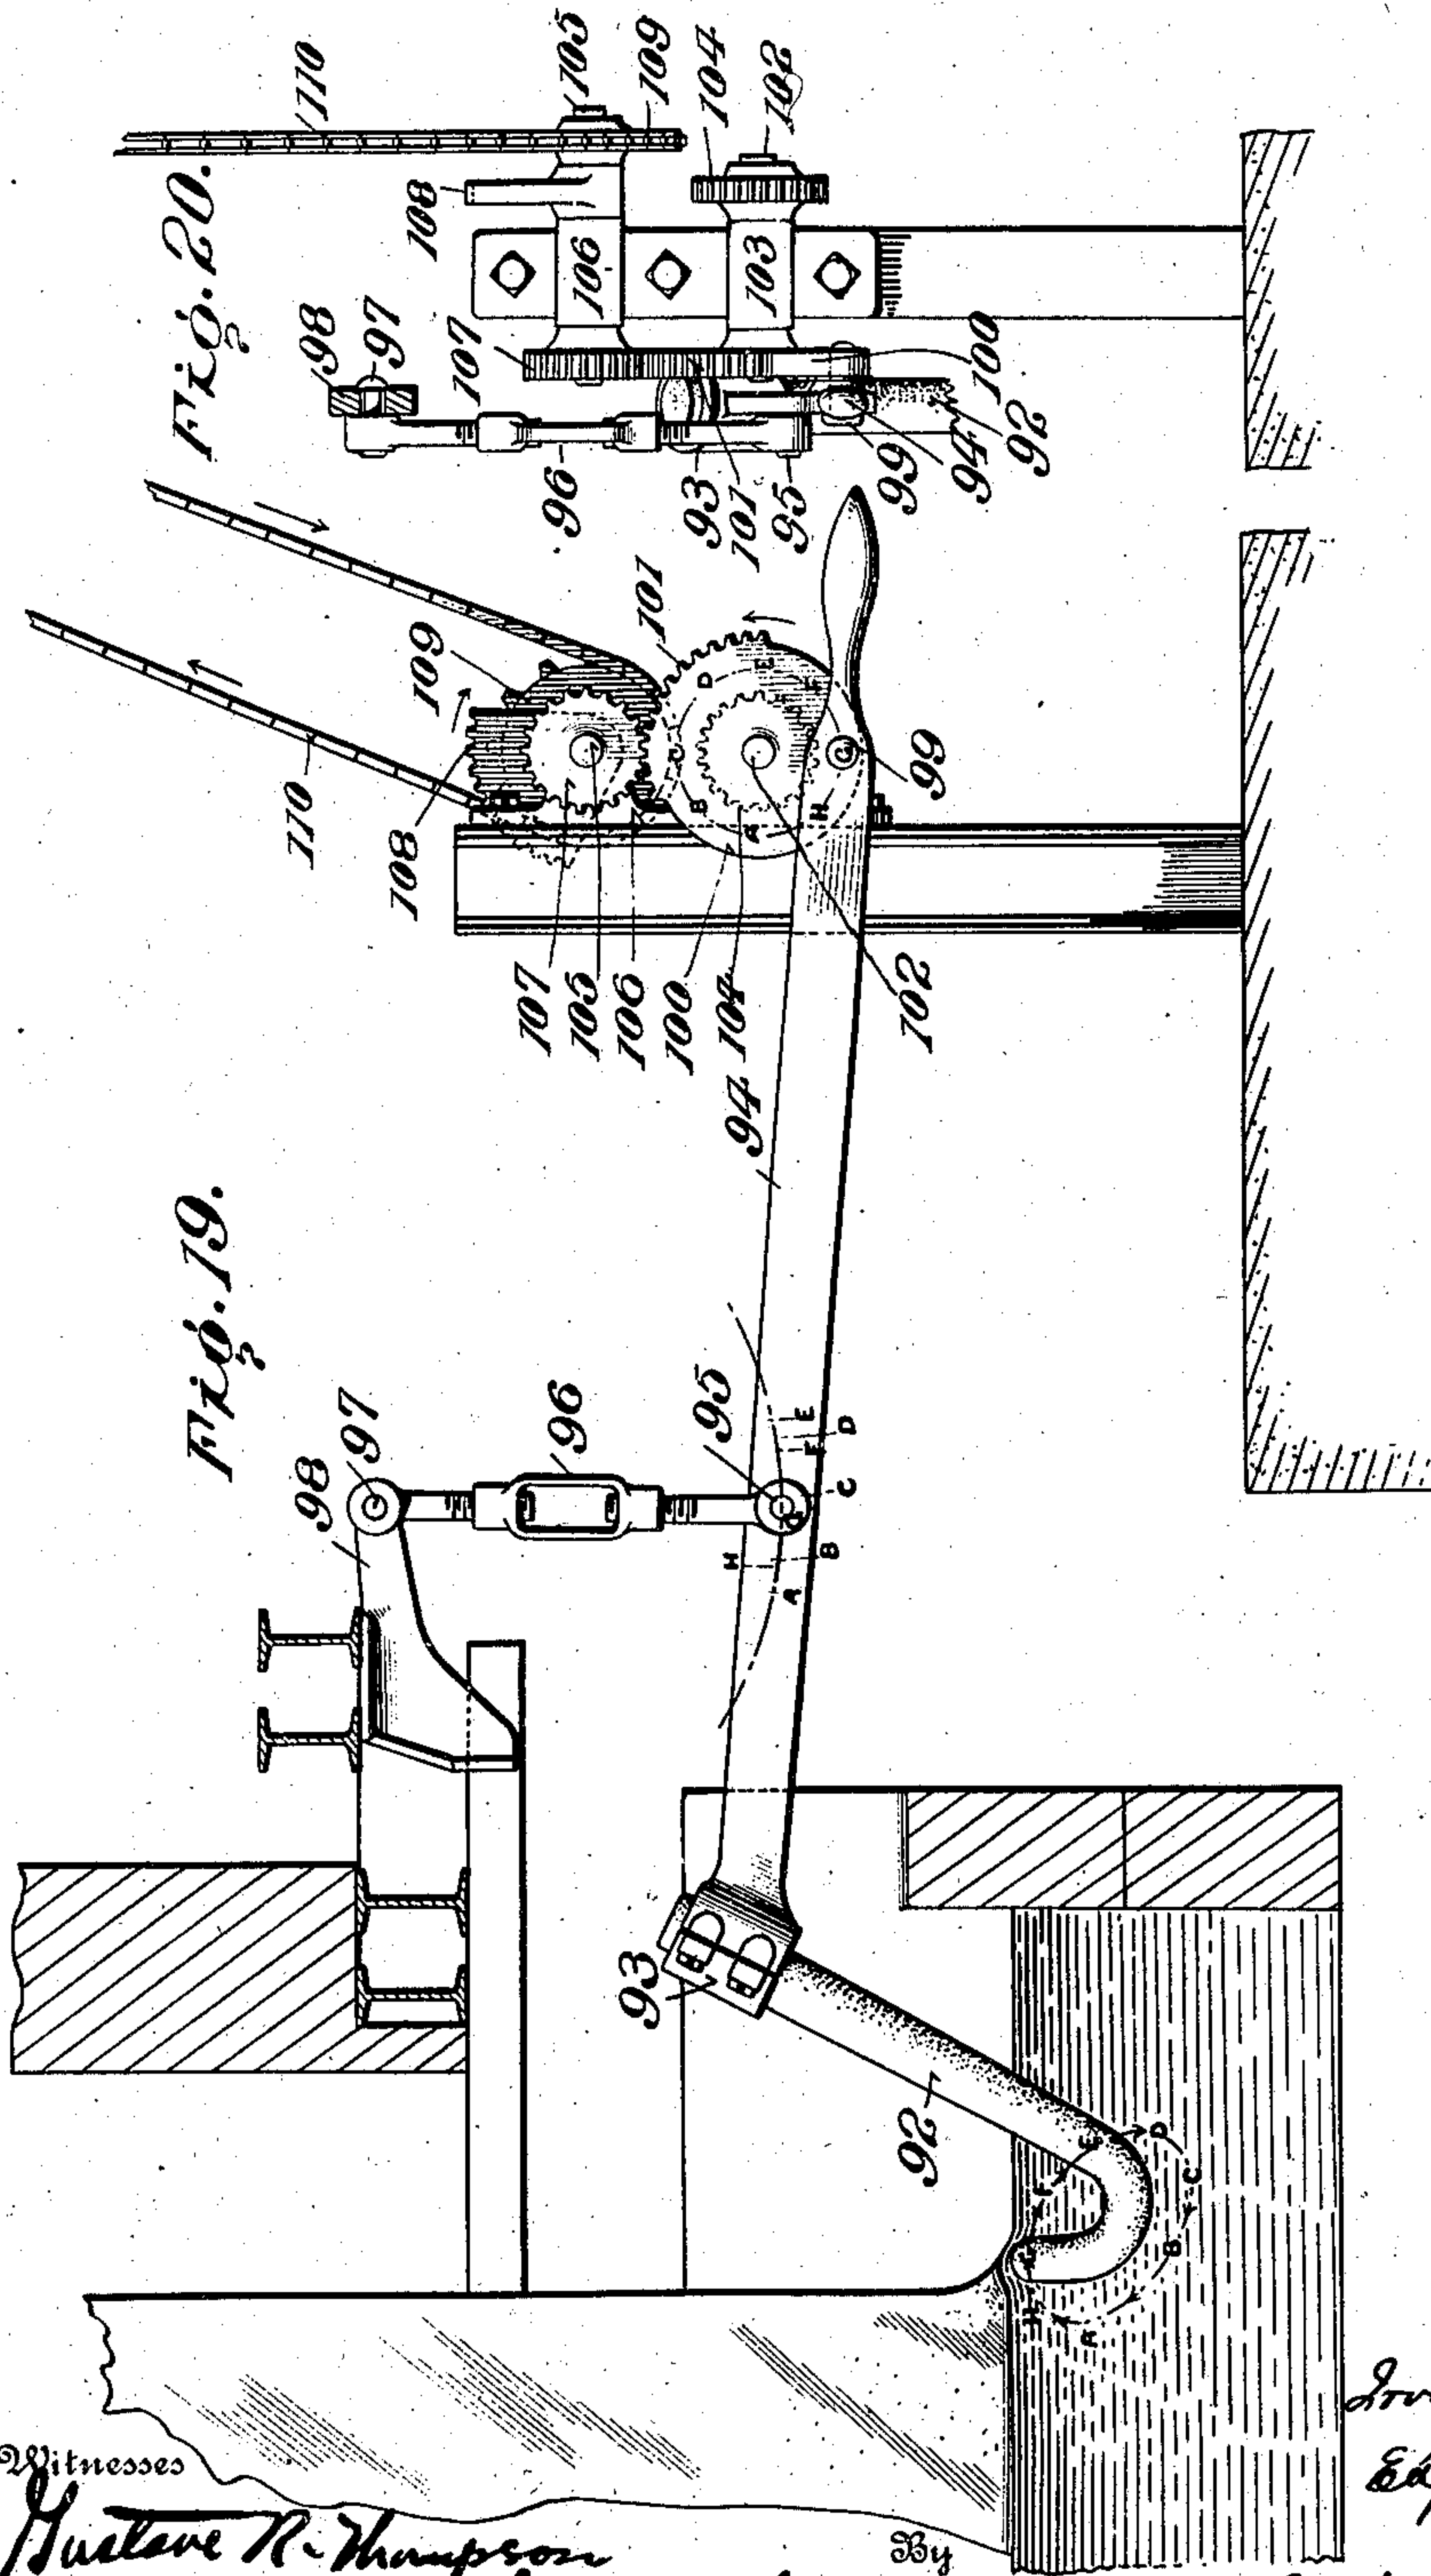 Fig. 19.
98
97
96
95
93
92
94
H
B
A
G
C
F
D
E
F
E
D
C
B
A
H
110
108
109
107
105
106
100
104
102
101
99
D
E
F
G
H
A
B
C
Fig. 20.
110
105
109
104
102
108
106
103
98
97
107
96
93
101
95
99
94
92
100
Witnesses
Gustave R. Thompson
By